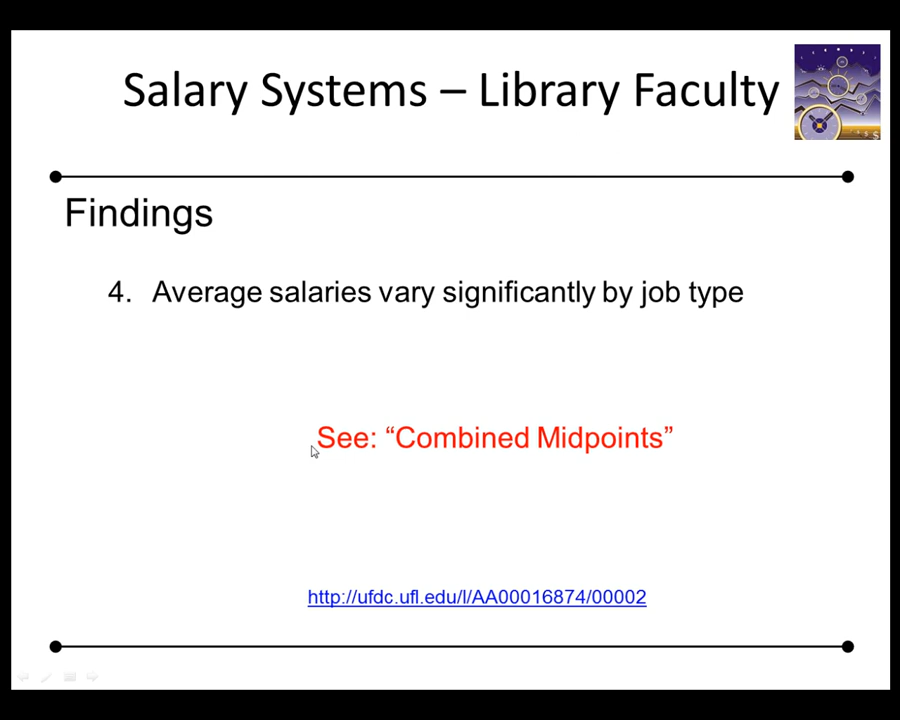 Salary Systems – Library Faculty
Findings
4. Average salaries vary significantly by job type
See: “Combined Midpoints”
http://ufdc.ufl.edu/l/AA00016874/00002